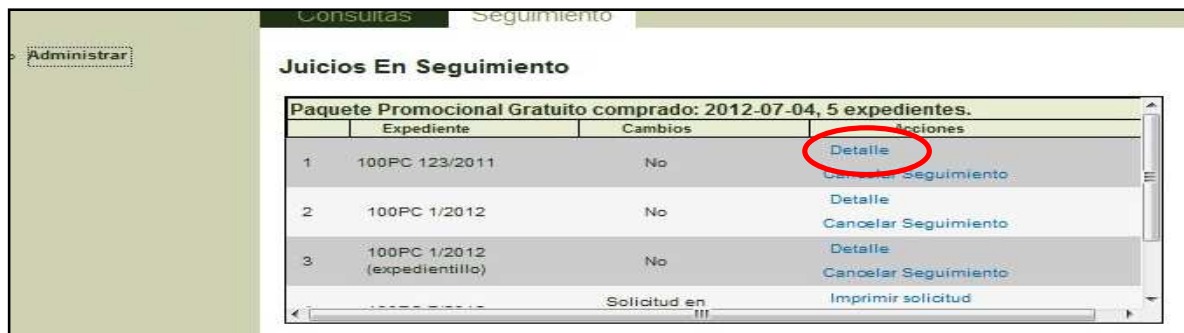 Consultas Seguimiento
Administrar
Juicios En Seguimiento
Paquete Promocional Gratuito comprado: 2012-07-04, 5 expedientes.
Expediente Cambios Acciones
1 100PC 123/2011 No Detalle
Cancelar Seguimiento
2 100PC 1/2012 No Detalle
Cancelar Seguimiento
3 100PC 1/2012 (expedientillo) No Detalle
Cancelar Seguimiento
Solicitud en Imprimir solicitud